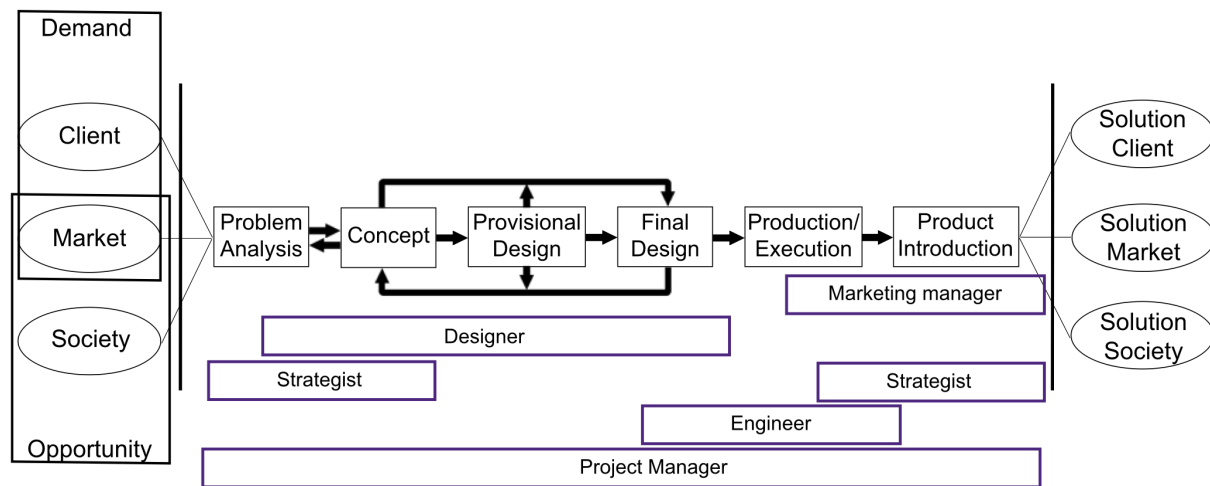 Demand
Client
Market
Society
Opportunity
Problem
Analysis
Concept
Provisional
Design
Final
Design
Production/
Execution
Product
Introduction
Marketing manager
Designer
Strategist
Strategist
Engineer
Project Manager
Solution
Client
Solution
Market
Solution
Society